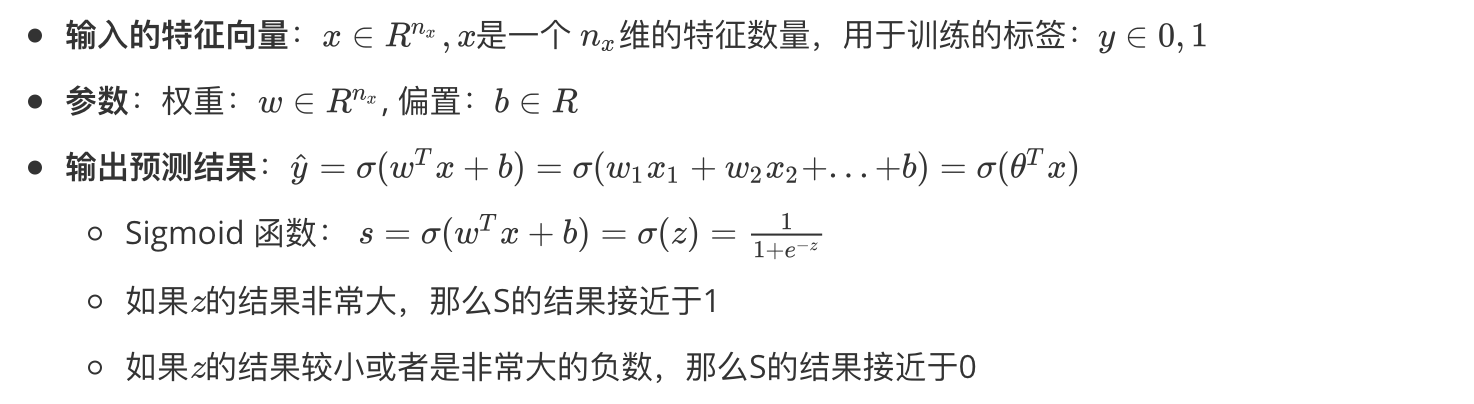 • 输入的特征向量：$x \in R^{n_x}, x$是一个 $n_x$维的特征数量，用于训练的标签：$y \in 0,1$
• 参数：权重：$w \in R^{n_x}$, 偏置：$b \in R$
• 输出预测结果：$\hat{y} = \sigma(w^T x + b) = \sigma(w_1x_1 + w_2x_2+...+b) = \sigma(\theta^T x)$
○ Sigmoid 函数：$s = \sigma(w^T x + b) = \sigma(z) = \frac{1}{1+e^{-z}}$
○ 如果$z$的结果非常大，那么S的结果接近于1
○ 如果$z$的结果较小或者是非常大的负数，那么S的结果接近于0